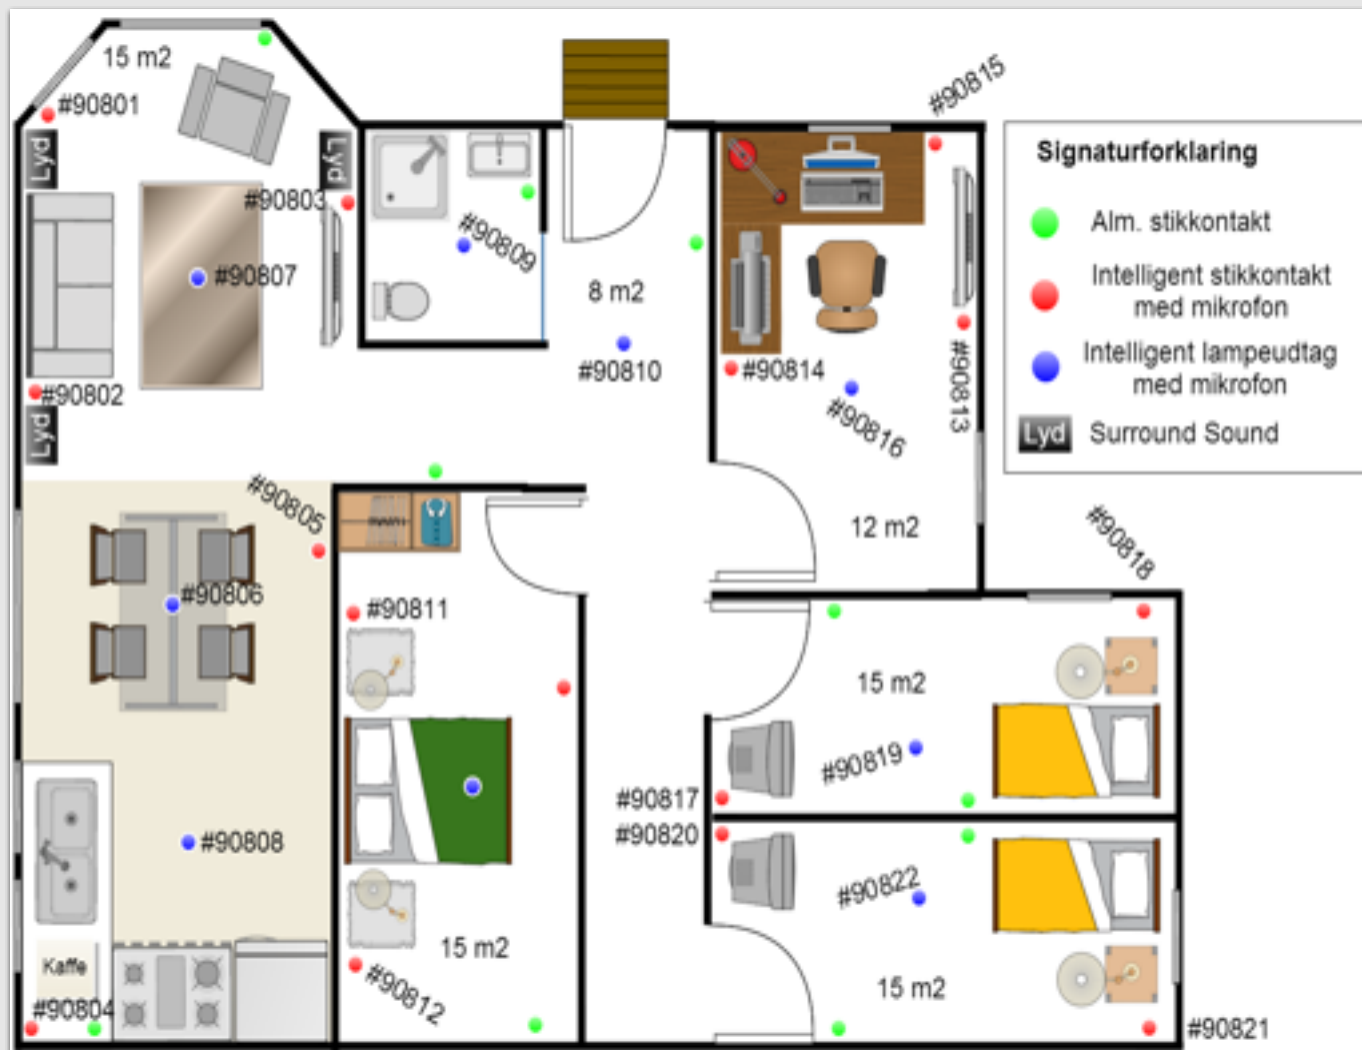 15 m2
#90801
Lyd
Lyd
#90803
#90807
#90802
Lyd
#90809
8 m2
#90810
#90815
#90814
#90816
#90813
12 m2
Signaturforklaring
Alm. stikkontakt
Intelligent stikkontakt
med mikrofon
Intelligent lampeudtag
med mikrofon
Lyd Surround Sound
#90805
#90806
#90808
Kaffe
#90804
#90811
15 m2
#90812
#90818
15 m2
#90819
#90817
#90820
#90822
15 m2
#90821